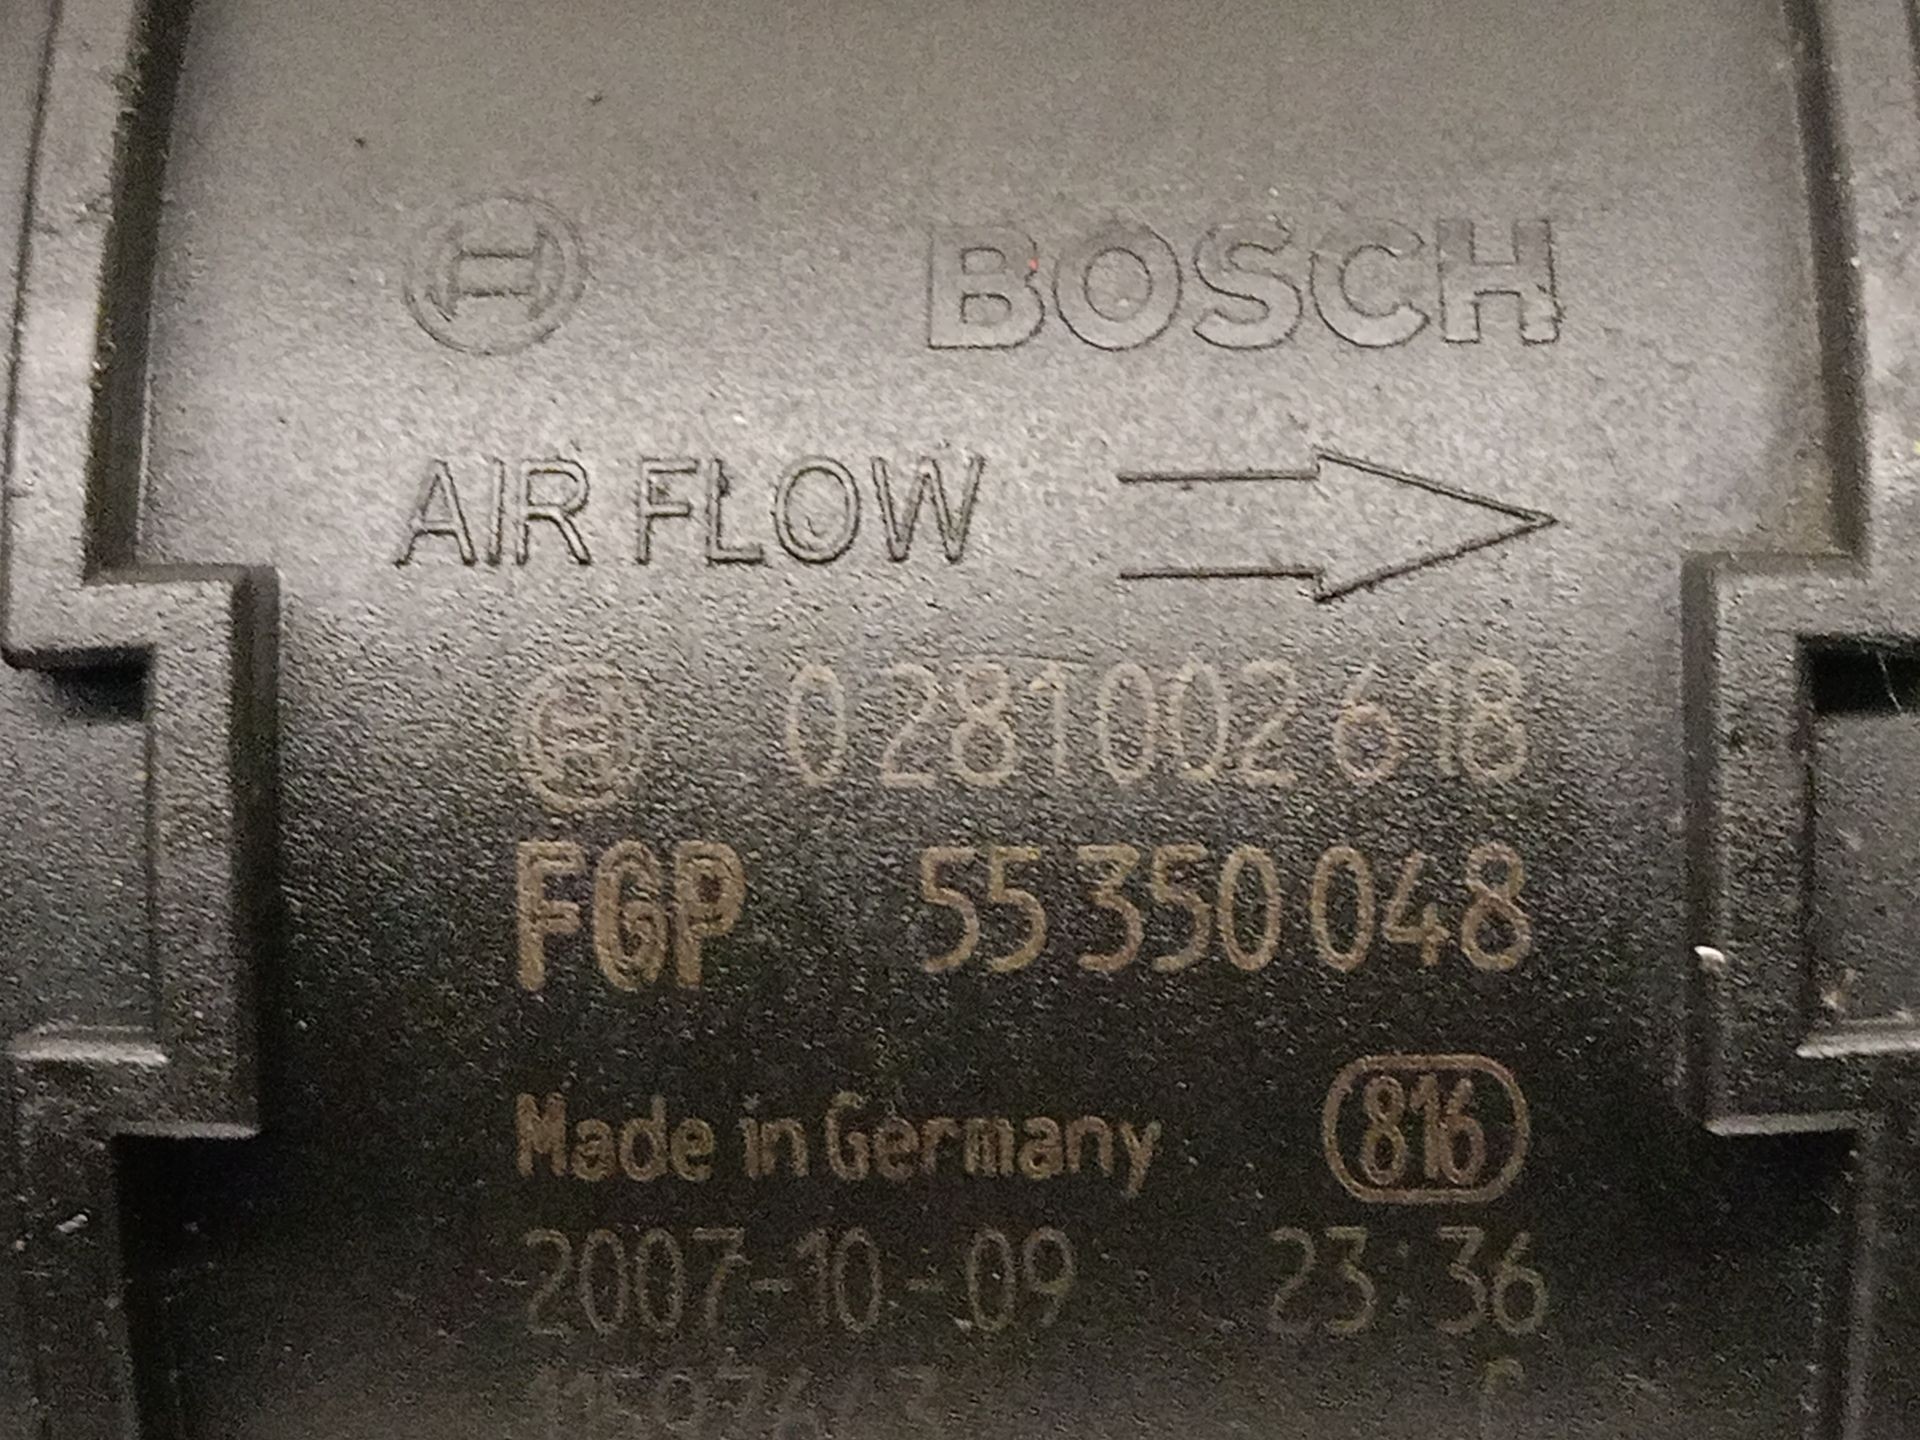 BOSCH
AIR FLOW
0 281 002 618
FGP 55 350 048
Made in Germany 816
2007-10-09 23:36